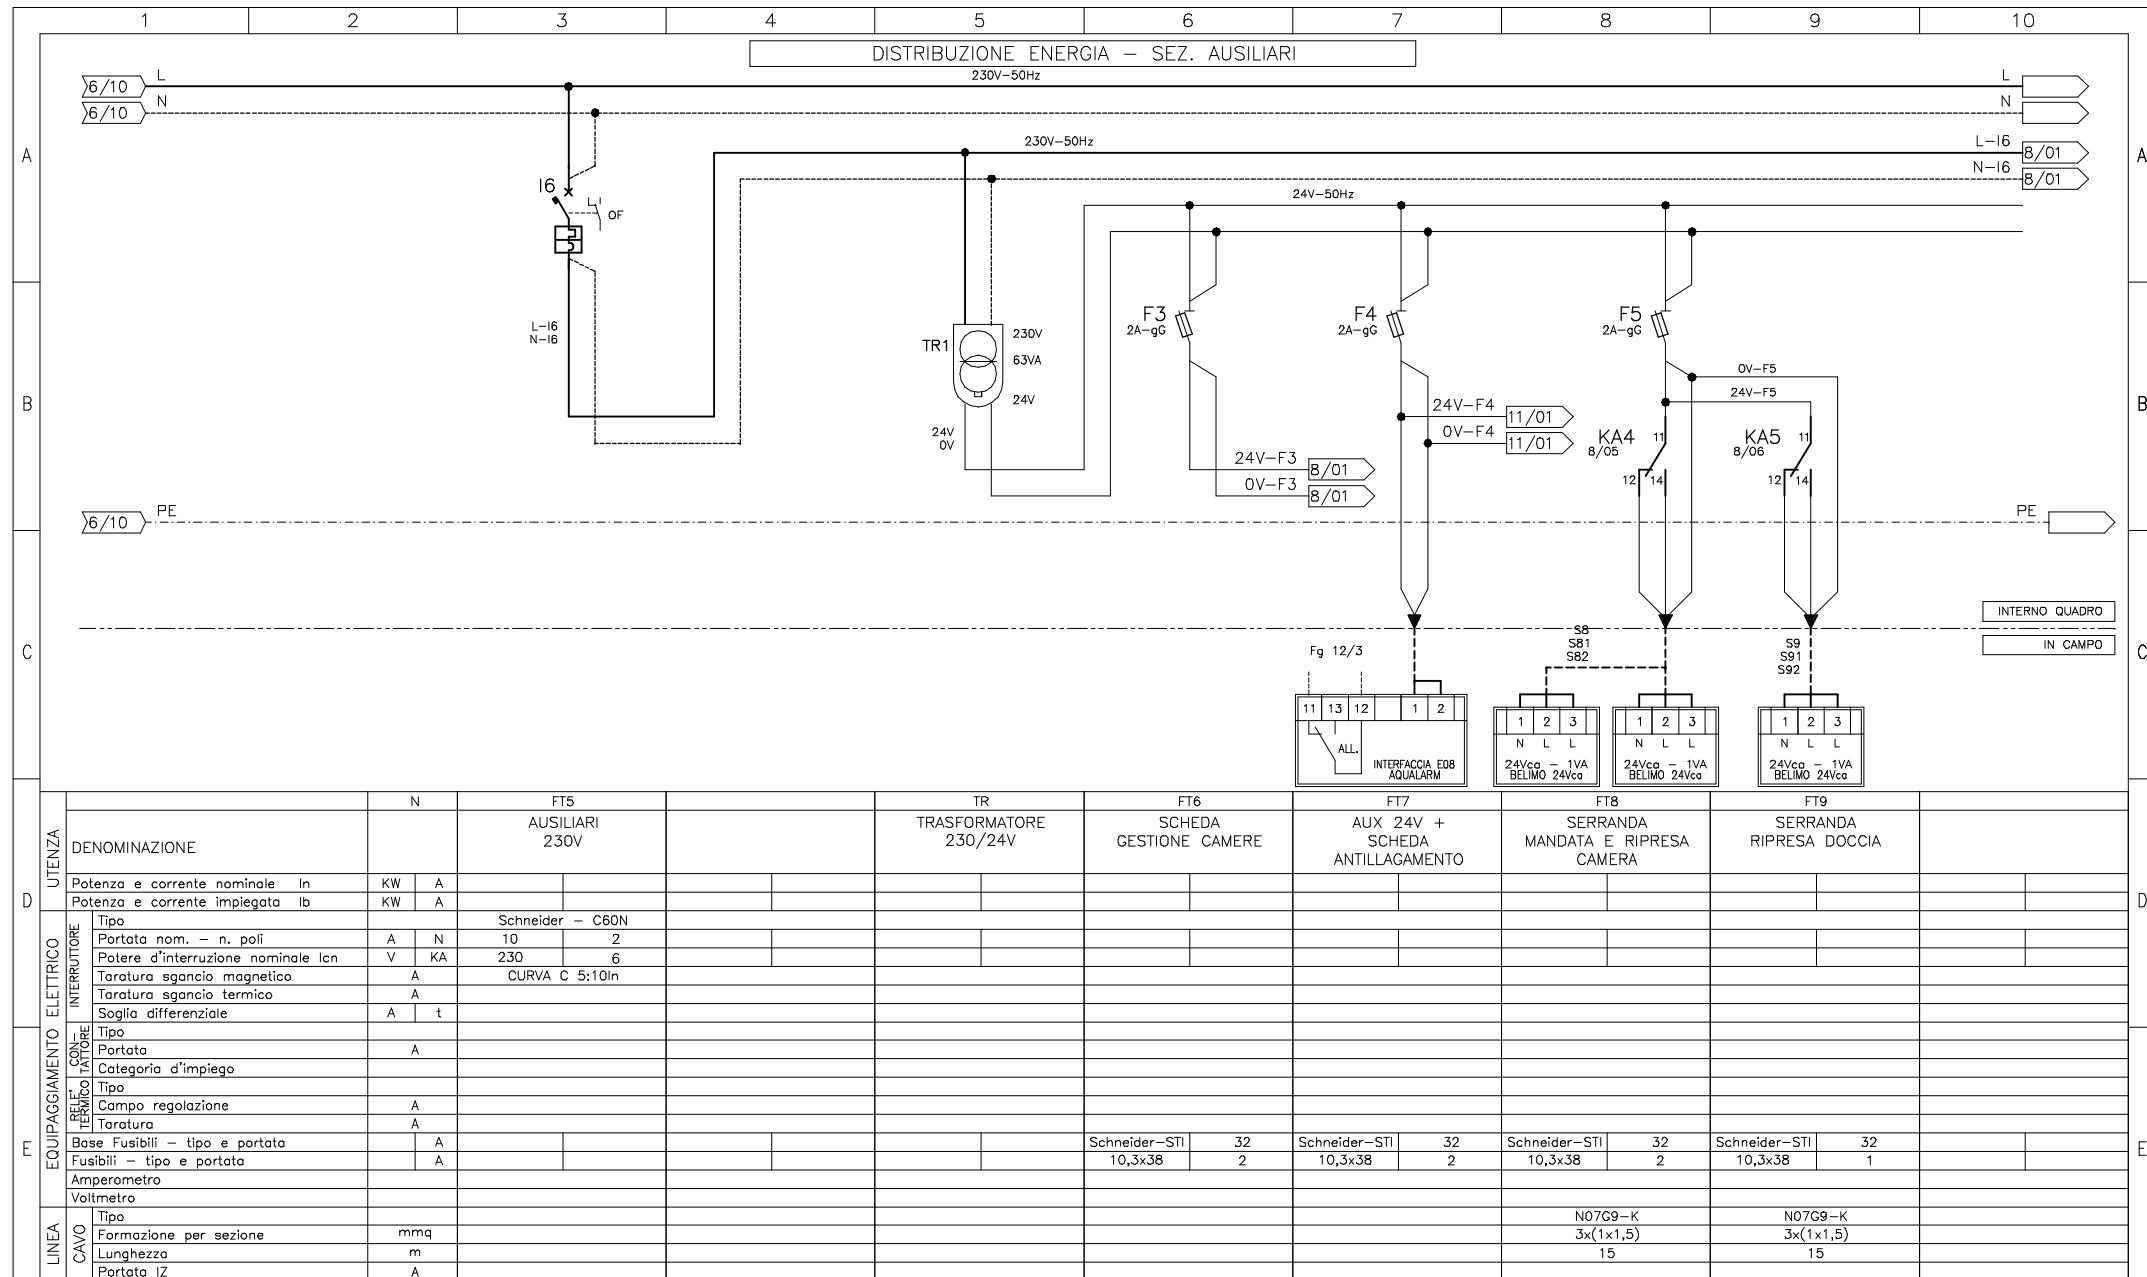 1 2 3 4 5 6 7 8 9 10
DISTRIBUZIONE ENERGIA – SEZ. AUSILIARI
6/10 L 230V–50Hz L
6/10 N N
A A
230V–50Hz L–I6 8/01
N–I6 8/01
24V–50Hz
I6
L1
OF
L–I6
N–I6
TR1
230V
63VA
24V
24V
0V
F3
2A–gG
F4
2A–gG
F5
2A–gG
0V–F5
24V–F5
B B
24V–F4 11/01
0V–F4 11/01
24V–F3 8/01
0V–F3 8/01
KA4
8/05
11
12 14
KA5
8/06
11
12 14
6/10 PE PE
INTERNO QUADRO
IN CAMPO
C C
Fg 12/3
S8
S81
S82
S9
S91
S92
11 13 12 1 2
ALL.
INTERFACCIA E08
AQUALARM
1 2 3
N L L
24Vca – 1VA
BELIMO 24Vca
1 2 3
N L L
24Vca – 1VA
BELIMO 24Vca
1 2 3
N L L
24Vca – 1VA
BELIMO 24Vca
D D
E E
UTENZA
N FT5 TR FT6 FT7 FT8 FT9
DENOMINAZIONE
AUSILIARI
230V
TRASFORMATORE
230/24V
SCHEDA
GESTIONE CAMERE
AUX 24V +
SCHEDA
ANTILLAGAMENTO
SERRANDA
MANDATA E RIPRESA
CAMERA
SERRANDA
RIPRESA DOCCIA
Potenza e corrente nominale In KW A
Potenza e corrente impiegata Ib KW A
EQUIPAGGIAMENTO ELETTRICO
INTERRUTTORE
Tipo Schneider – C60N
Portata nom. – n. poli A N 10 2
Potere d'interruzione nominale Icn V KA 230 6
Taratura sgancio magnetico A CURVA C 5:10In
Taratura sgancio termico A
Soglia differenziale A t
CON–
TATTORE
Tipo
Portata A
Categoria d'impiego
RELE'
TERMICO
Tipo
Campo regolazione A
Taratura A
Base Fusibili – tipo e portata A Schneider–STI 32 Schneider–STI 32 Schneider–STI 32 Schneider–STI 32
Fusibili – tipo e portata A 10,3x38 2 10,3x38 2 10,3x38 2 10,3x38 1
Amperometro
Voltmetro
LINEA
CAVO
Tipo N07G9–K N07G9–K
Formazione per sezione mmq 3x(1x1,5) 3x(1x1,5)
Lunghezza m 15 15
Portata IZ A